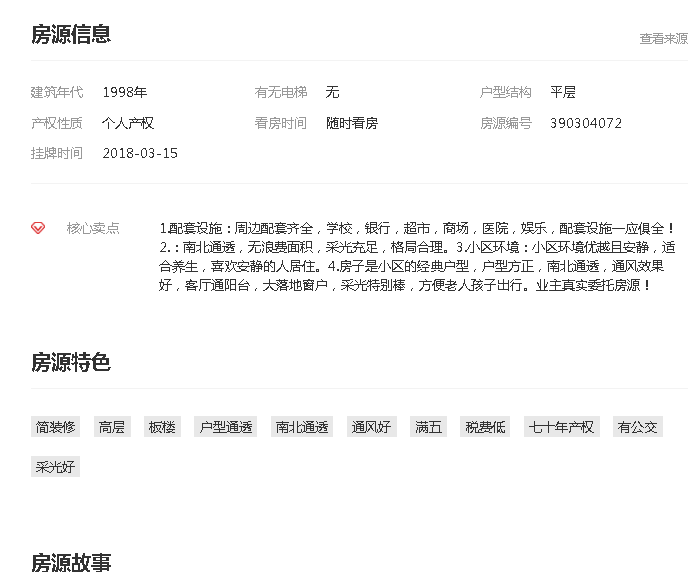 房源信息
查看来源
建筑年代 1998年 有无电梯 无 户型结构 平层
产权性质 个人产权 看房时间 随时看房 房源编号 390304072
挂牌时间 2018-03-15
核心卖点 1.配套设施：周边配套齐全，学校，银行，超市，商场，医院，娱乐，配套设施一应俱全！
2.：南北通透，无浪费面积，采光充足，格局合理。3.小区环境：小区环境优越且安静，适
合养生，喜欢安静的人居住。4.房子是小区的经典户型，户型方正，南北通透，通风效果
好，客厅通阳台，大落地窗户，采光特别棒，方便老人孩子出行。业主真实委托房源！
房源特色
简装修 高层 板楼 户型通透 南北通透 通风好 满五 税费低 七十年产权 有公交
采光好
房源故事